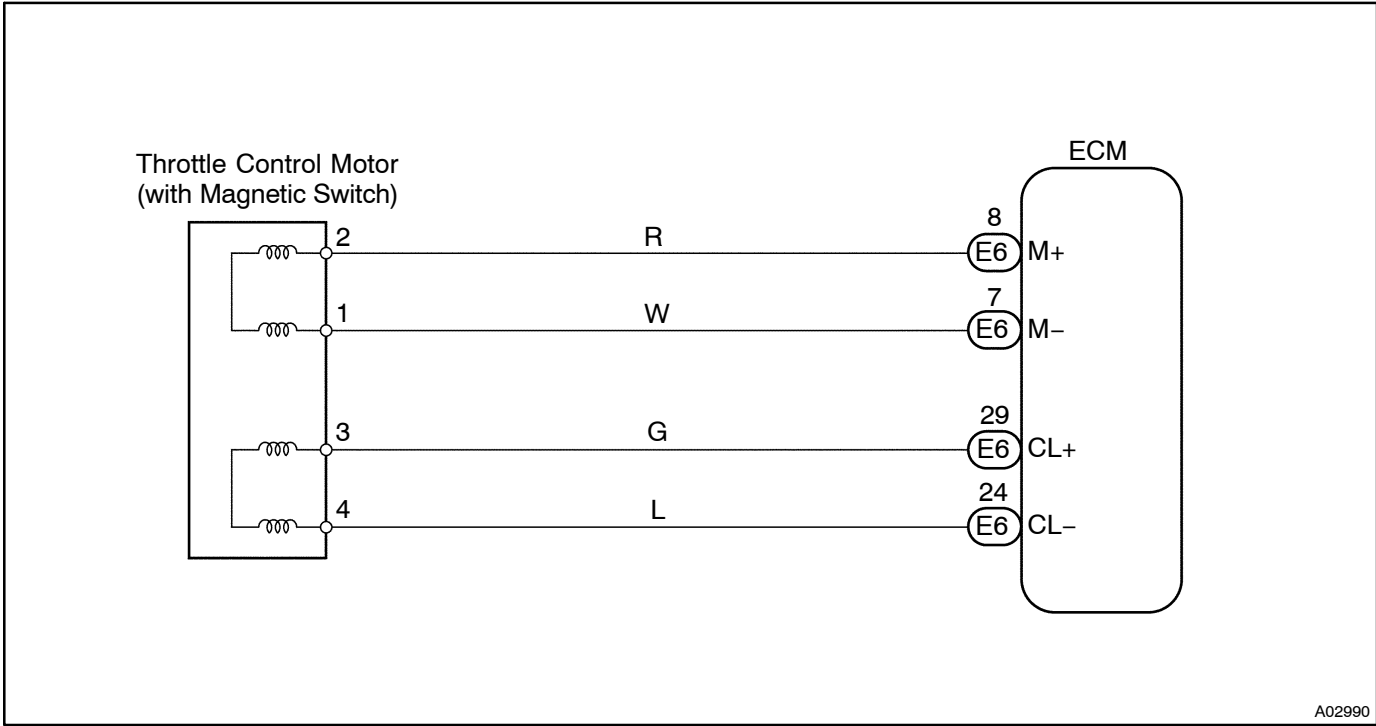 ECM
Throttle Control Motor
(with Magnetic Switch)
2
R
8
E6
M+
1
W
7
E6
M−
3
G
29
E6
CL+
4
L
24
E6
CL−
A02990